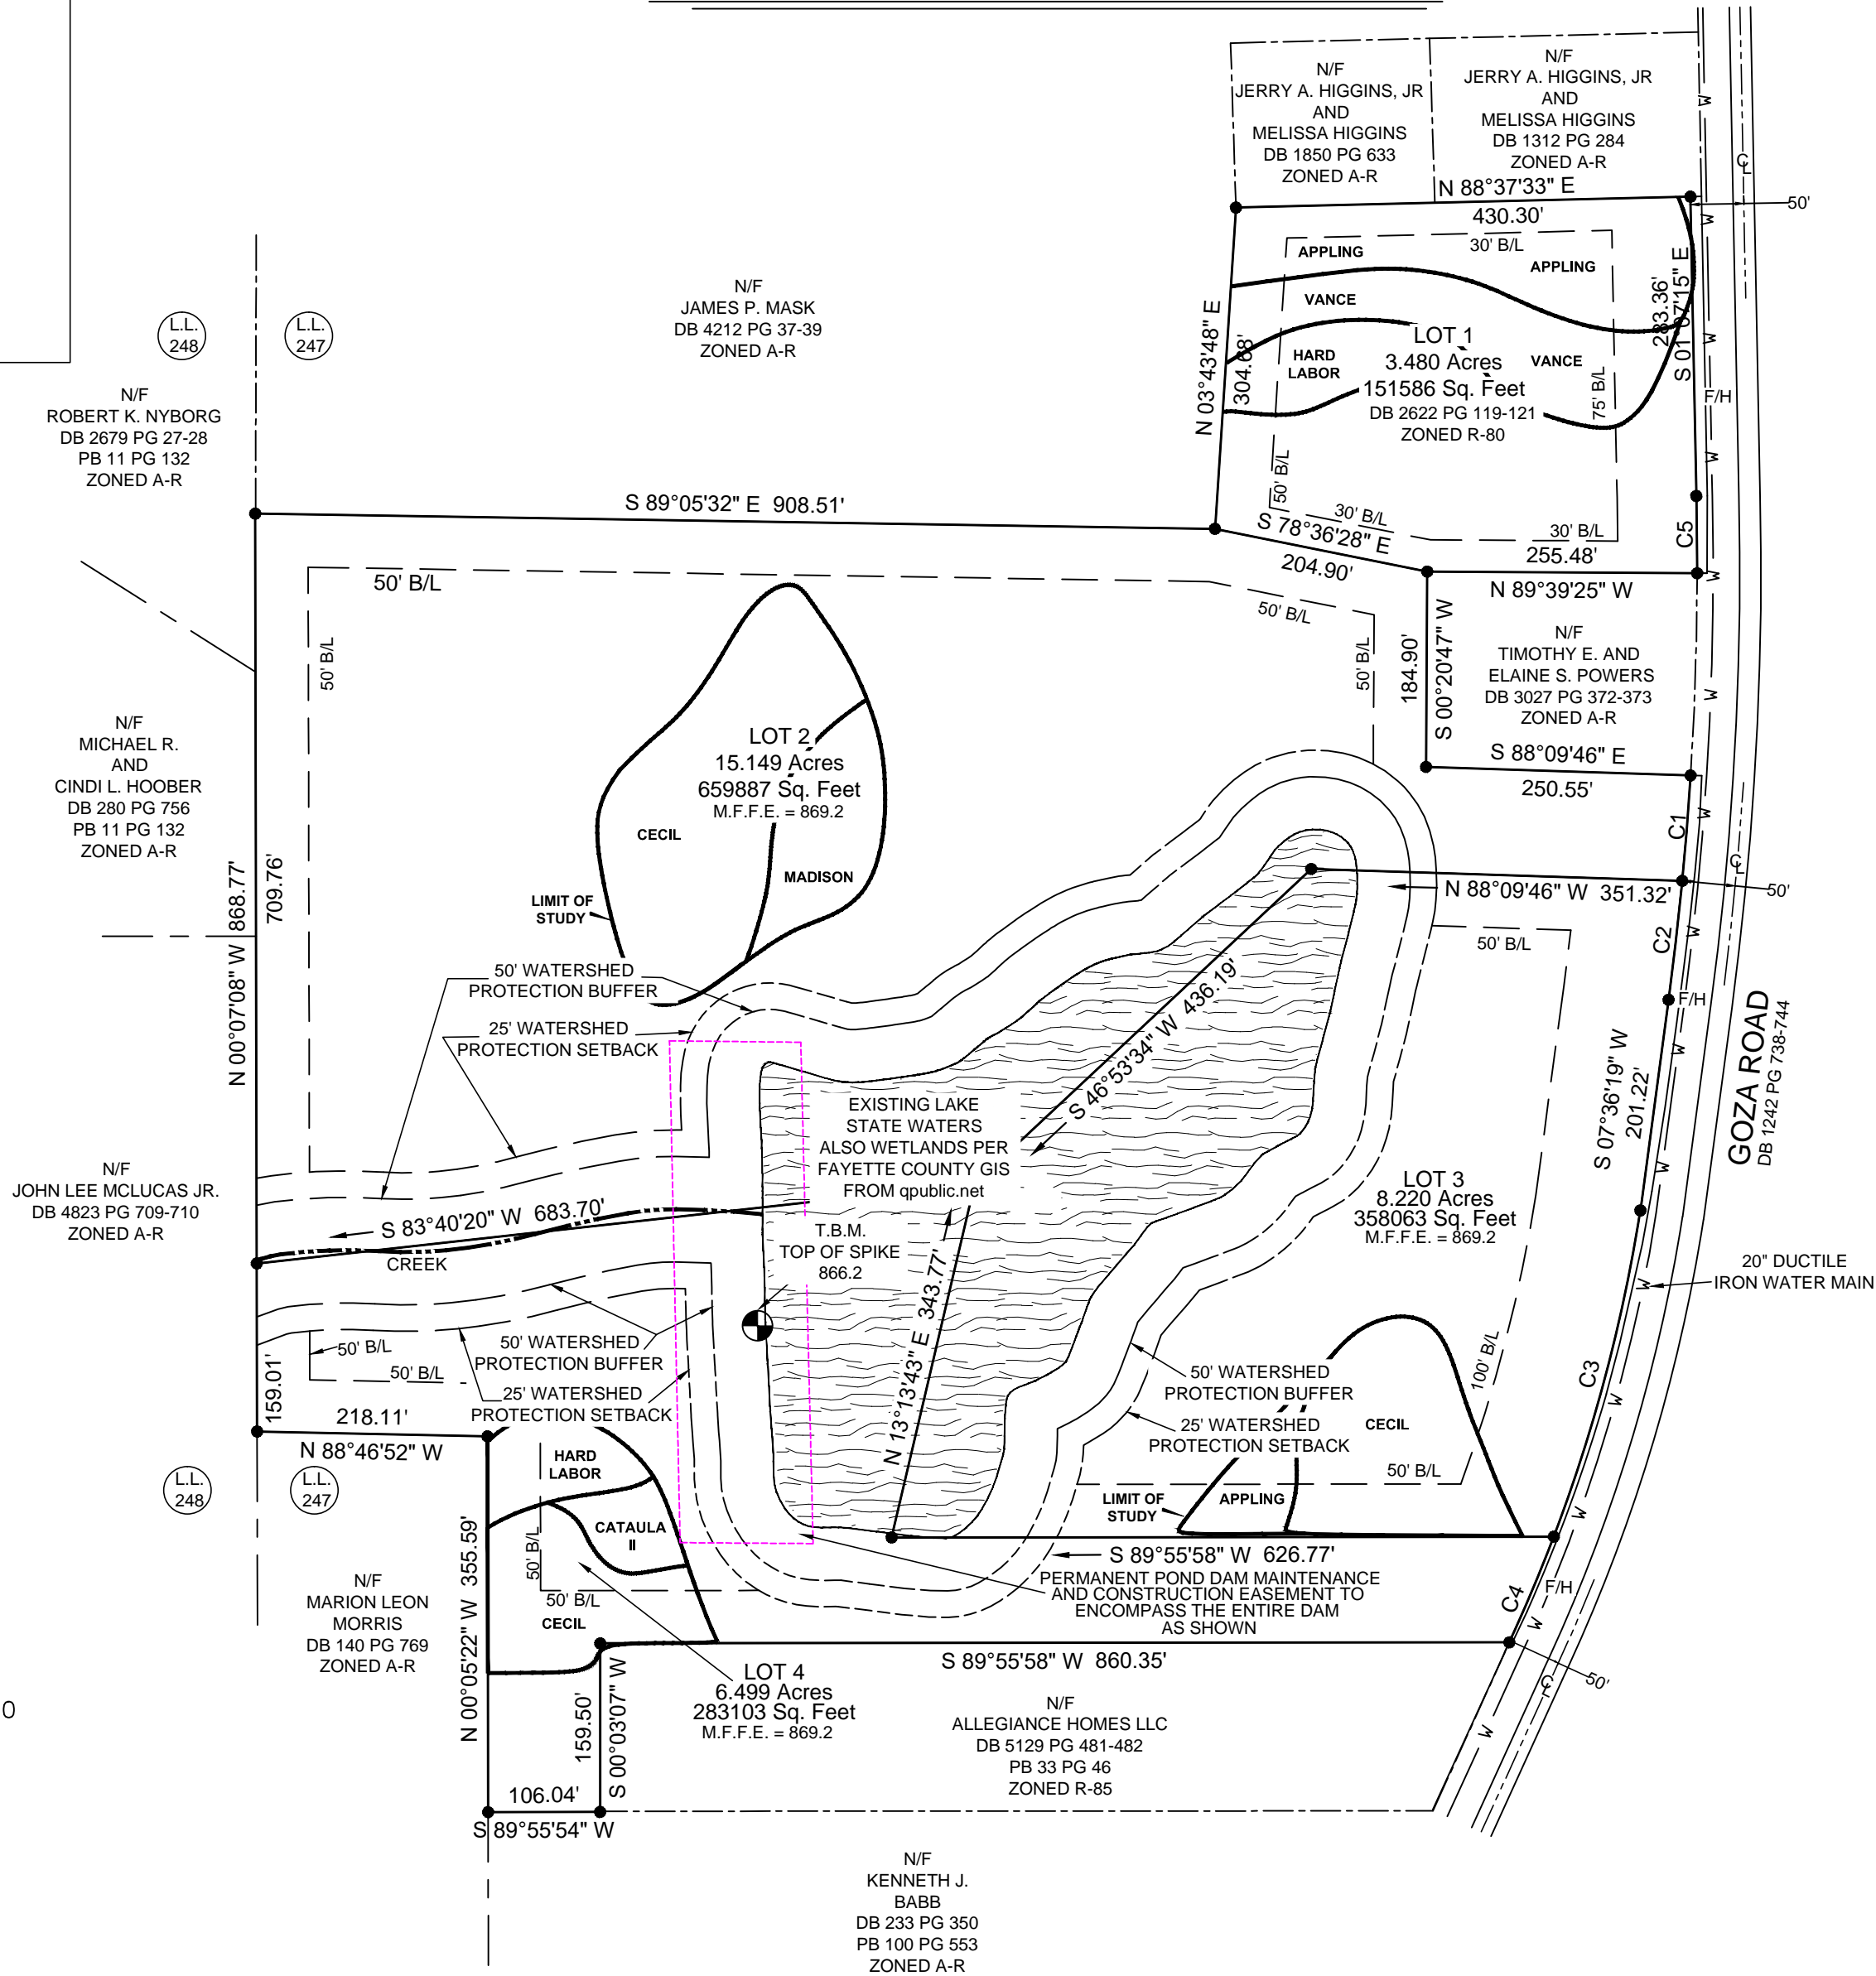 N/F
JERRY A. HIGGINS, JR
AND
MELISSA HIGGINS
DB 1850 PG 633
ZONED A-R
N/F
JERRY A. HIGGINS, JR
AND
MELISSA HIGGINS
DB 1312 PG 284
ZONED A-R
N 88°37'33" E
430.30'
30' B/L
50'
W
W
W
W
W
W
W
CL
APPLING
APPLING
VANCE
VANCE
HARD
LABOR
LOT 1
3.480 Acres
151586 Sq. Feet
DB 2622 PG 119-121
ZONED R-80
N 03°43'48" E
304.68'
S 01°07'15" E
283.36'
75' B/L
50' B/L
30' B/L
30' B/L
F/H
C5
N/F
JAMES P. MASK
DB 4212 PG 37-39
ZONED A-R
L.L.
248
L.L.
247
N/F
ROBERT K. NYBORG
DB 2679 PG 27-28
PB 11 PG 132
ZONED A-R
S 89°05'32" E 908.51'
S 78°36'28" E
204.90'
255.48'
N 89°39'25" W
50' B/L
50' B/L
50' B/L
50' B/L
184.90'
S 00°20'47" W
N/F
TIMOTHY E. AND
ELAINE S. POWERS
DB 3027 PG 372-373
ZONED A-R
S 88°09'46" E
250.55'
N/F
MICHAEL R.
AND
CINDI L. HOOBER
DB 280 PG 756
PB 11 PG 132
ZONED A-R
N 00°07'08" W 868.77'
709.76'
LOT 2
15.149 Acres
659887 Sq. Feet
M.F.F.E. = 869.2
CECIL
MADISON
LIMIT OF
STUDY
C1
W
CL
50'
N 88°09'46" W 351.32'
C2
W
50' B/L
F/H
W
50' WATERSHED
PROTECTION BUFFER
25' WATERSHED
PROTECTION SETBACK
S 46°53'34" W 436.19'
S 07°36'19" W
201.22'
GOZA ROAD
DB 1242 PG 738-744
EXISTING LAKE
STATE WATERS
ALSO WETLANDS PER
FAYETTE COUNTY GIS
FROM qpublic.net
N/F
JOHN LEE MCLUCAS JR.
DB 4823 PG 709-710
ZONED A-R
S 83°40'20" W 683.70'
CREEK
T.B.M.
TOP OF SPIKE
866.2
LOT 3
8.220 Acres
358063 Sq. Feet
M.F.F.E. = 869.2
W
W
20" DUCTILE
IRON WATER MAIN
N 13°13'43" E 343.77'
50' WATERSHED
PROTECTION BUFFER
25' WATERSHED
PROTECTION SETBACK
50' B/L
50' B/L
159.01'
218.11'
N 88°46'52" W
50' WATERSHED
PROTECTION BUFFER
25' WATERSHED
PROTECTION SETBACK
100' B/L
C3
W
CECIL
50' B/L
LIMIT OF
STUDY
APPLING
W
L.L.
248
L.L.
247
HARD
LABOR
CATAULA
II
50' B/L
50' B/L
CECIL
N 00°05'22" W 355.59'
S 89°55'58" W 626.77'
PERMANENT POND DAM MAINTENANCE
AND CONSTRUCTION EASEMENT TO
ENCOMPASS THE ENTIRE DAM
AS SHOWN
C4
F/H
W
N/F
MARION LEON
MORRIS
DB 140 PG 769
ZONED A-R
S 89°55'58" W 860.35'
CL
50'
W
LOT 4
6.499 Acres
283103 Sq. Feet
M.F.F.E. = 869.2
159.50'
S 00°03'07" W
0
N/F
ALLEGIANCE HOMES LLC
DB 5129 PG 481-482
PB 33 PG 46
ZONED R-85
106.04'
S 89°55'54" W
N/F
KENNETH J.
BABB
DB 233 PG 350
PB 100 PG 553
ZONED A-R